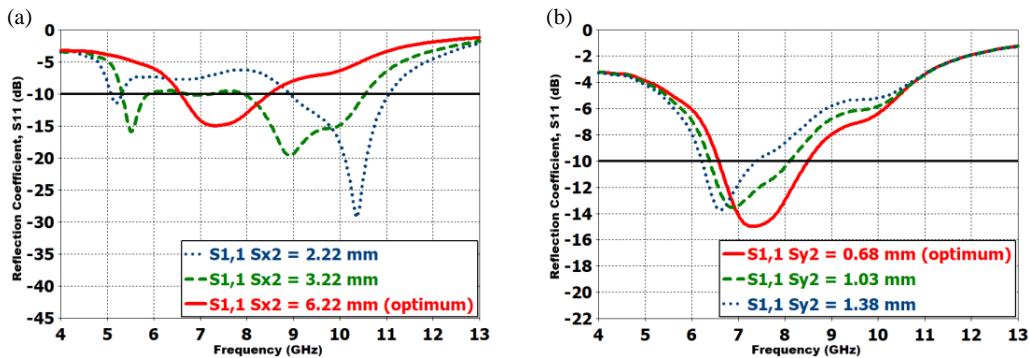 (a)
Reflection Coefficient, S11 (dB)
0
-5
-10
-15
-20
-25
-30
-35
-40
-45
S1,1 Sx2 = 2.22 mm
S1,1 Sx2 = 3.22 mm
S1,1 Sx2 = 6.22 mm (optimum)
4 5 6 7 8 9 10 11 12 13
Frequency (GHz)
(b)
Reflection Coefficient, S11 (dB)
0
-2
-4
-6
-8
-10
-12
-14
-16
-18
-20
-22
S1,1 Sy2 = 0.68 mm (optimum)
S1,1 Sy2 = 1.03 mm
S1,1 Sy2 = 1.38 mm
4 5 6 7 8 9 10 11 12 13
Frequency (GHz)